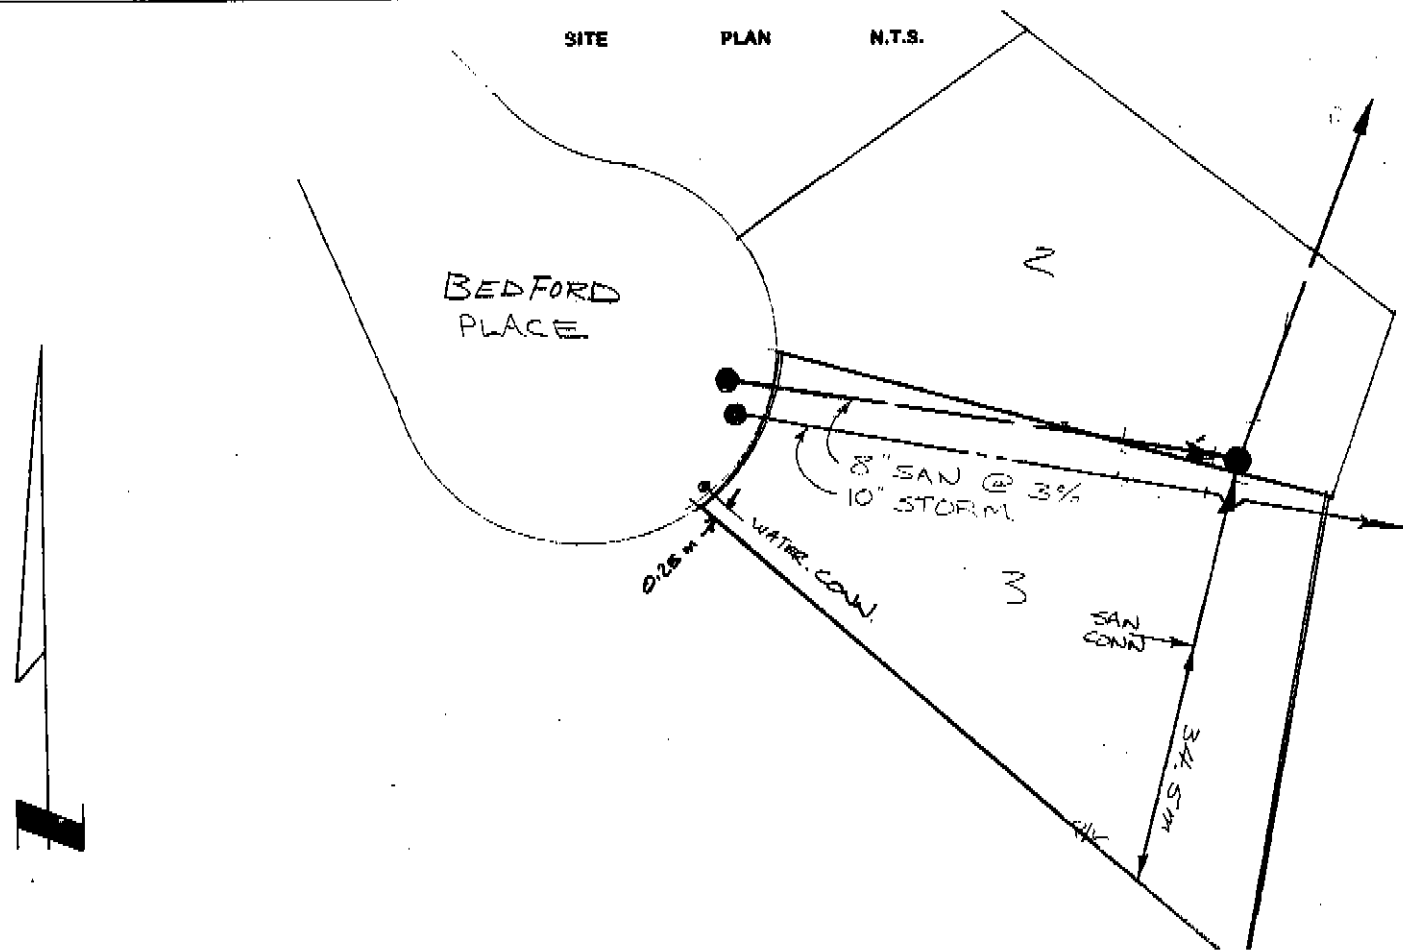 SITE PLAN N.T.S.
2
BEDFORD
PLACE
8" SAN @ 3%
10" STORM
WATER. CONN.
3
SAN
CONN
34.5m